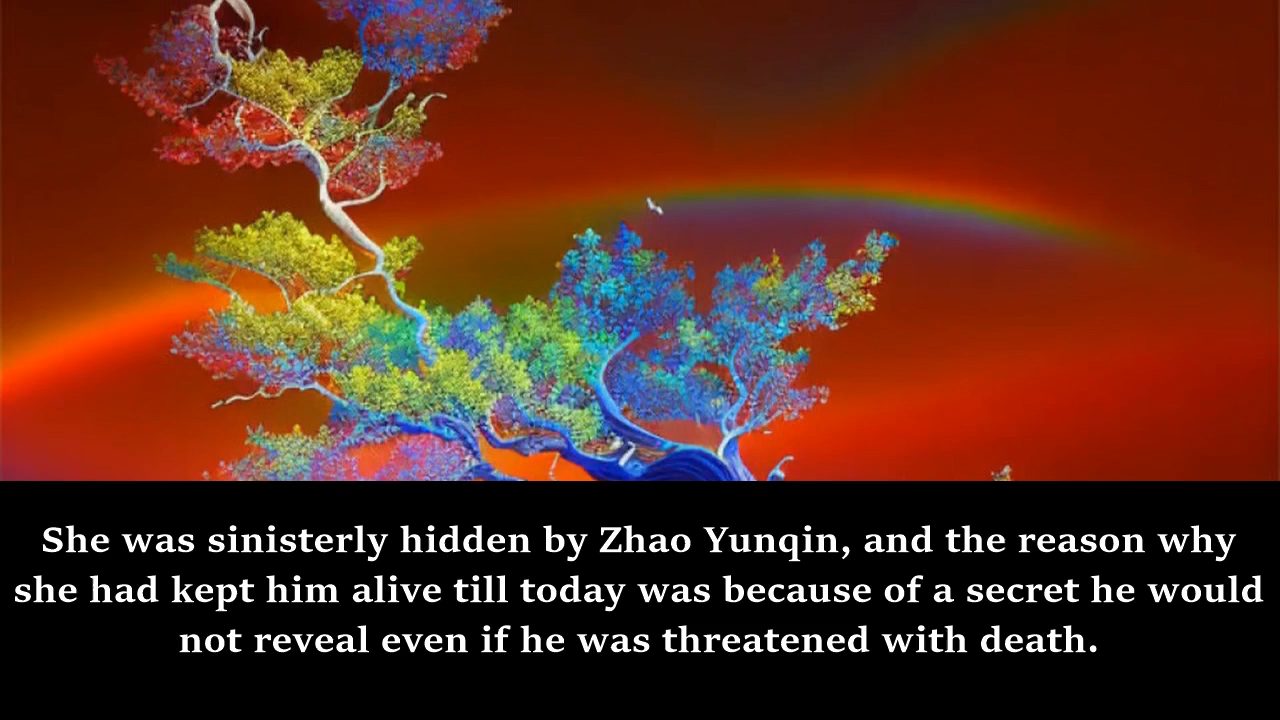 She was sinisterly hidden by Zhao Yunqin, and the reason why
she had kept him alive till today was because of a secret he would
not reveal even if he was threatened with death.